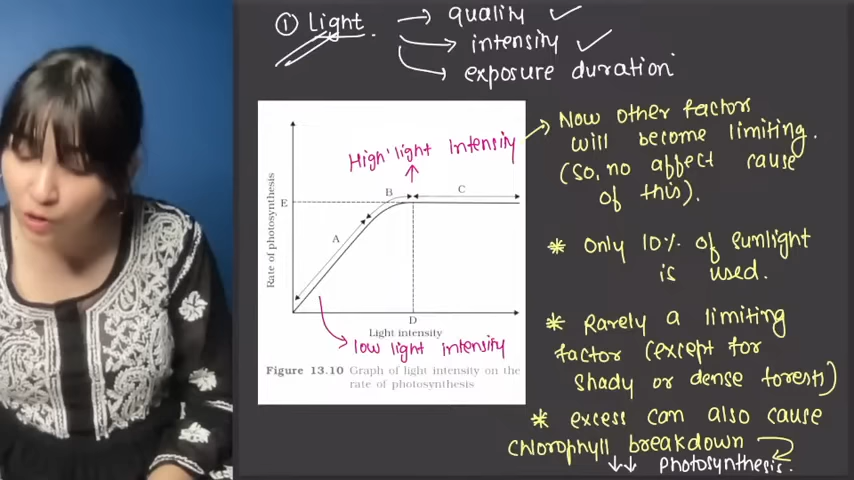 ① Light → quality ✓
→ intensity ✓
→ exposure duration
High light intensity
Rate of photosynthesis
E
A
B
C
D
Light intensity
low light intensity
Figure 13.10 Graph of light intensity on the
rate of photosynthesis
→ Now other factors
will become limiting.
(So, no affect cause
of this).
* Only 10% of sunlight
is used.
* Rarely a limiting
factor (except for
shady or dense forests)
* excess can also cause
chlorophyll breakdown
↓↓ photosynthesis.